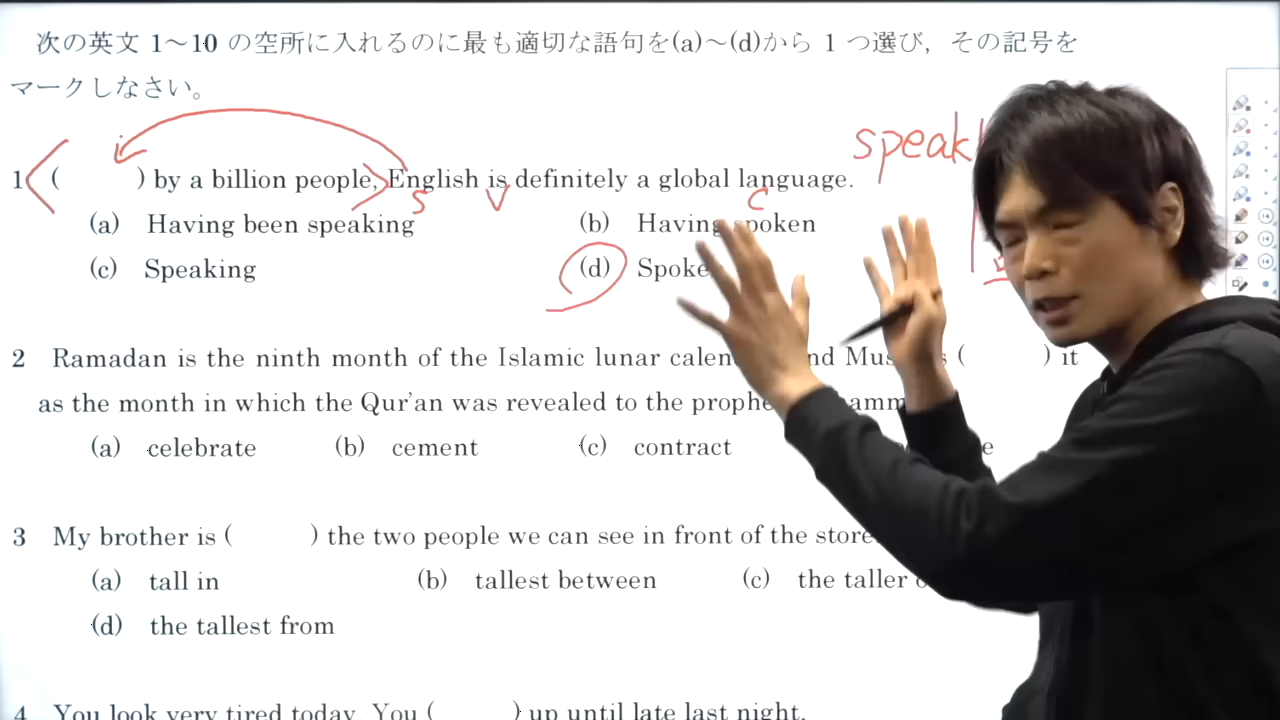 次の英文 1〜10 の空所に入れるのに最も適切な語句を(a)〜(d)から 1 つ選び，その記号を
マークしなさい。
speak
1 ( ) by a billion people, English is definitely a global language.
S V C
(a) Having been speaking (b) Having spoken
(c) Speaking (d)
2 Ramadan is the ninth month of the Islamic lunar ( ) it
as the month in which the Qur'an was revealed to the
(a) celebrate (b) cement (c) contract
3 My brother is ( ) the two people we can see in front of the store
(a) tall in (b) tallest between (c) the taller
(d) the tallest from
4 You look very tired today. You ( ) up until late last night.